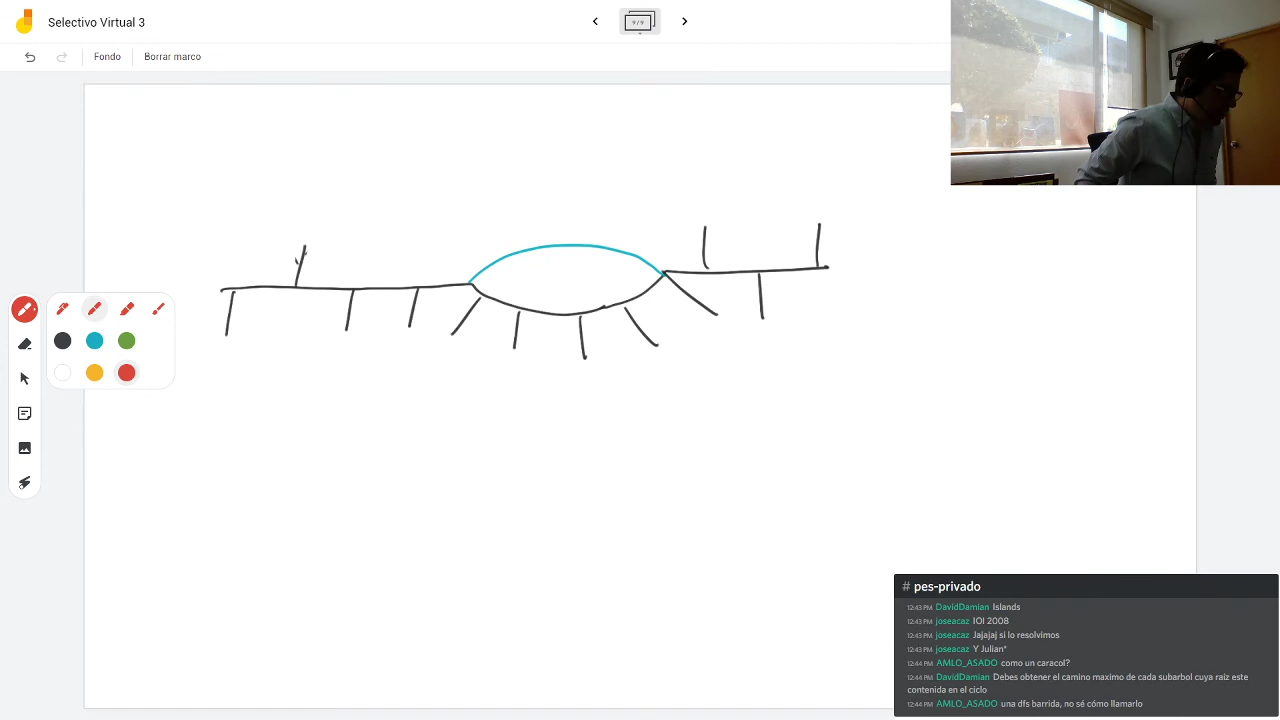 Selectivo Virtual 3
9/9
Fondo
Borrar marco
# pes-privado
12:43 PM DavidDamian Islands
12:43 PM joseacaz IOI 2008
12:43 PM joseacaz Jajajaj si lo resolvimos
12:43 PM joseacaz Y Julian*
12:44 PM AMLO_ASADO como un caracol?
12:44 PM DavidDamian Debes obtener el camino maximo de cada subarbol cuya raiz este
contenida en el ciclo
12:44 PM AMLO_ASADO una dfs barrida, no sé cómo llamarlo